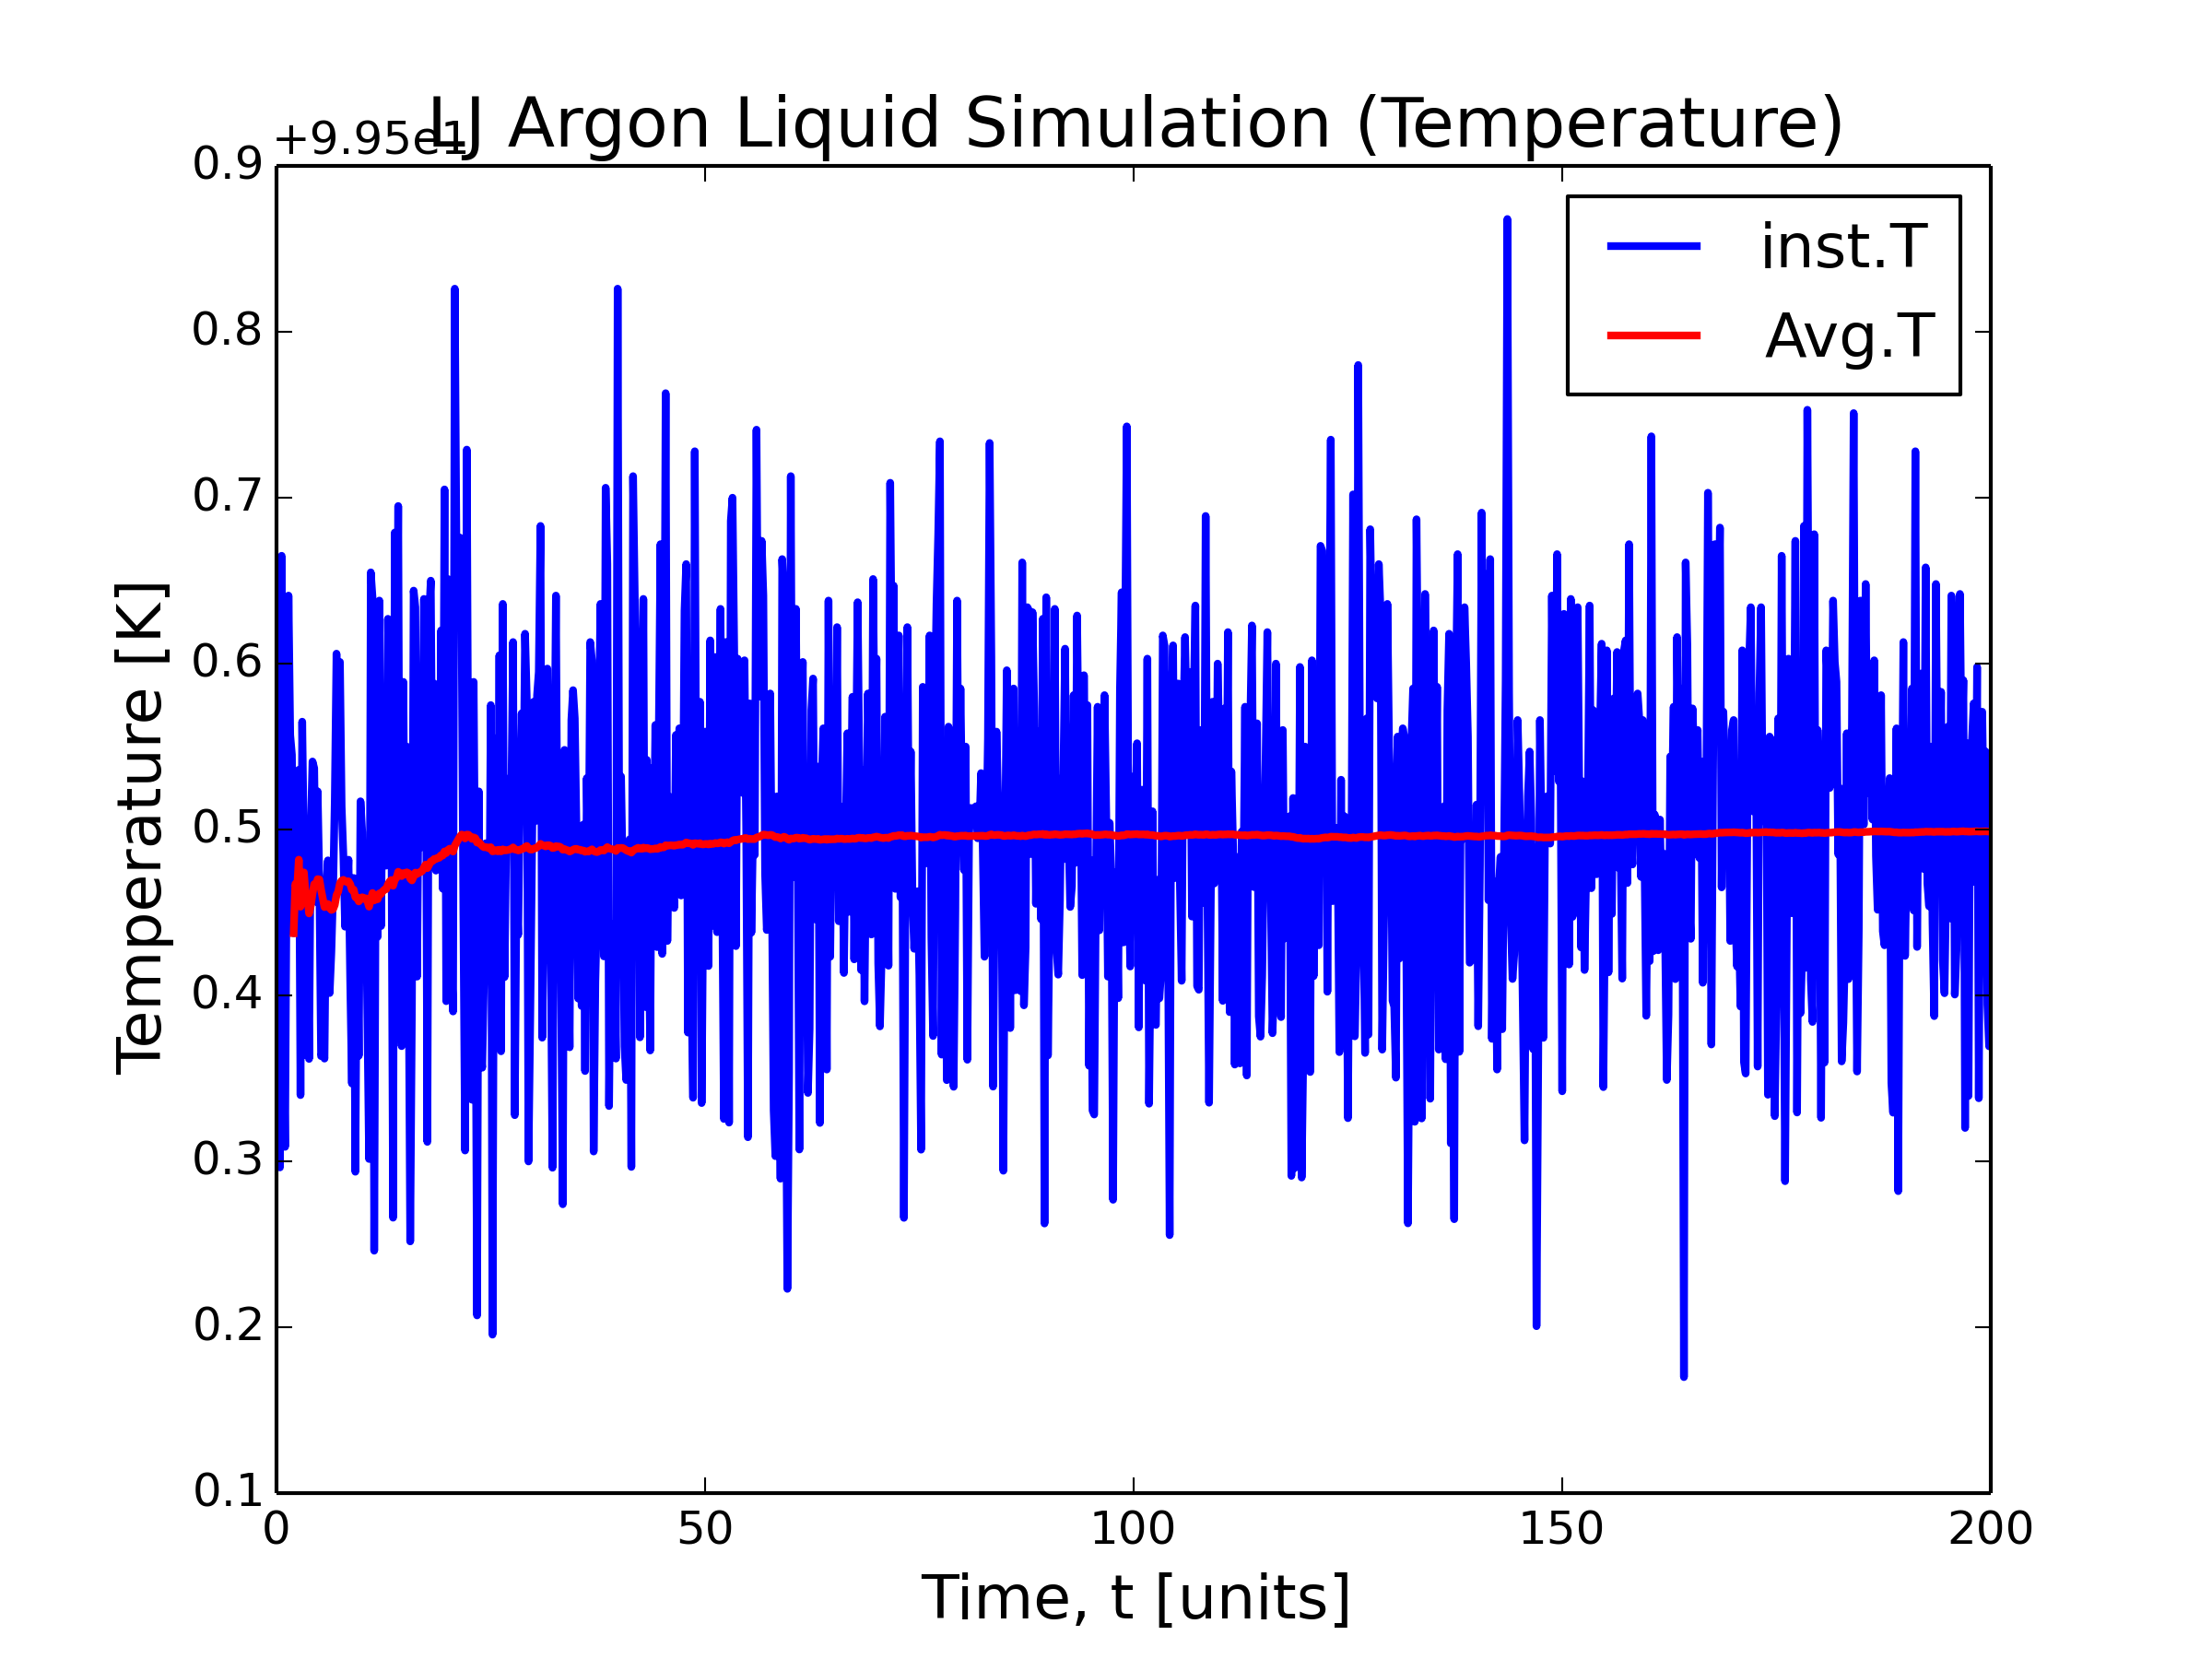 LJ Argon Liquid Simulation (Temperature)
+9.95e1
0.9
0.8
0.7
0.6
0.5
0.4
0.3
0.2
0.1
Temperature [K]
inst.T
Avg.T
0 50 100 150 200
Time, t [units]